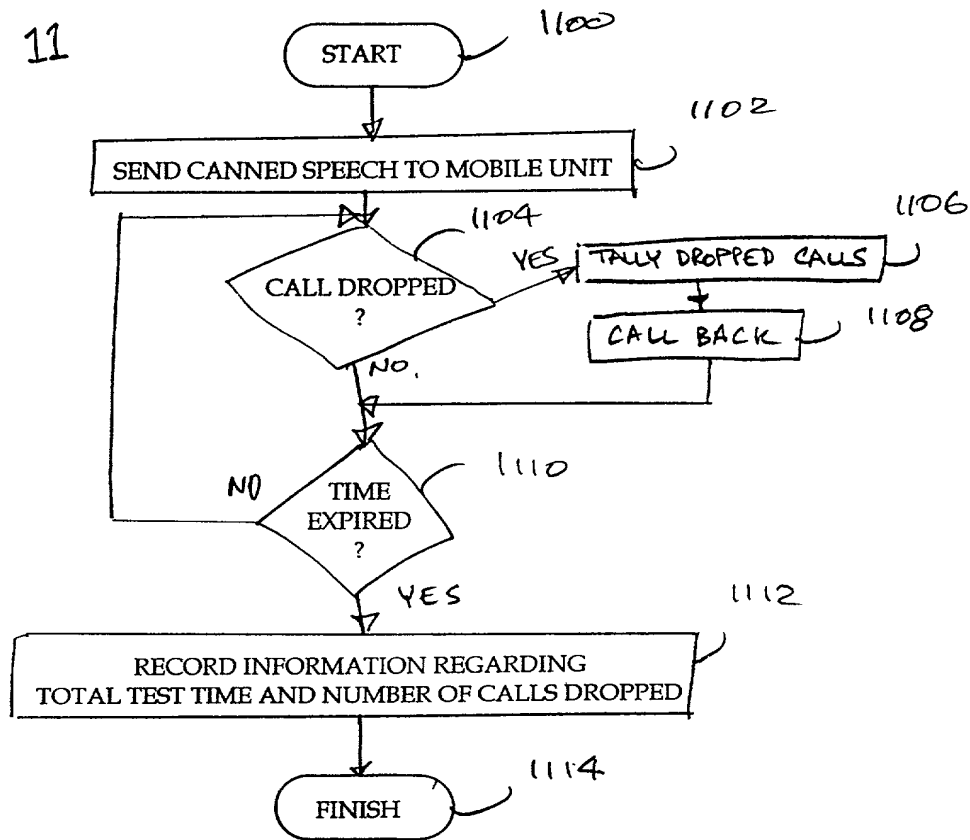 11
START
1100
1102
SEND CANNED SPEECH TO MOBILE UNIT
1104
1106
CALL DROPPED
?
YES
TALLY DROPPED CALLS
1108
CALL BACK
NO.
1110
NO
TIME
EXPIRED
?
YES
1112
RECORD INFORMATION REGARDING
TOTAL TEST TIME AND NUMBER OF CALLS DROPPED
1114
FINISH